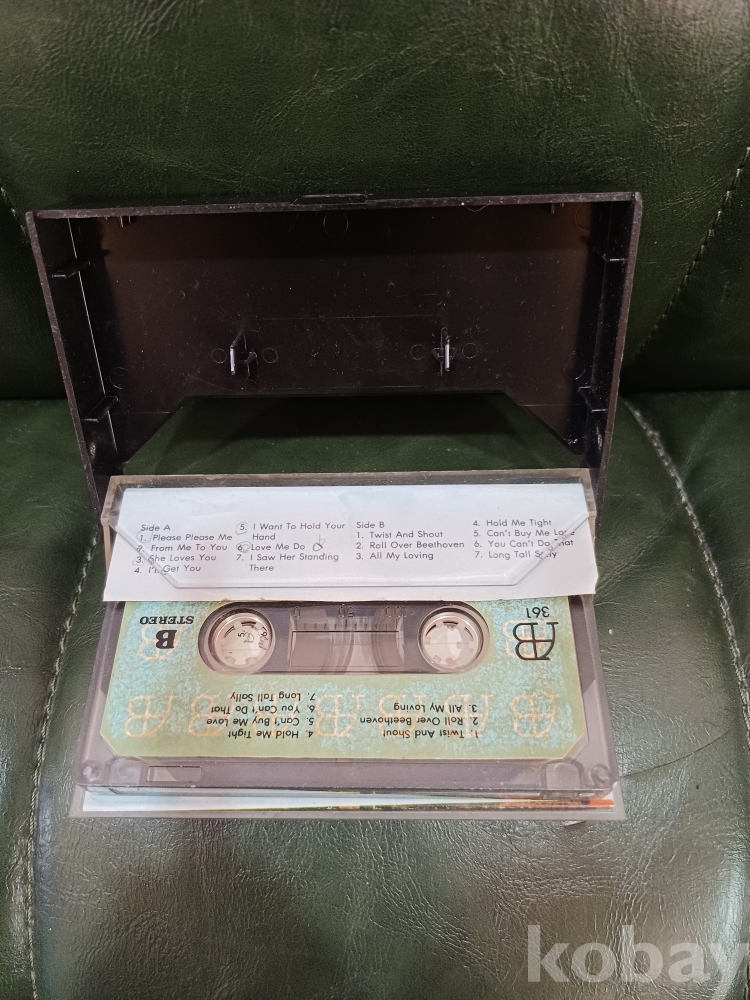 Side A
1. Please Please Me
2. From Me To You
3. She Loves You
4. I'll Get You
5. I Want To Hold Your
Hand
6. Love Me Do
7. I Saw Her Standing
There
Side B
1. Twist And Shout
2. Roll Over Beethoven
3. All My Loving
4. Hold Me Tight
5. Can't Buy Me Love
6. You Can't Do That
7. Long Tall Sally
B
STEREO
0 50 100
361
AB
1. Twist And Shout
2. Roll Over Beethoven
3. All My Loving
4. Hold Me Tight
5. Can't Buy Me Love
6. You Can't Do That
7. Long Tall Sally
kobay